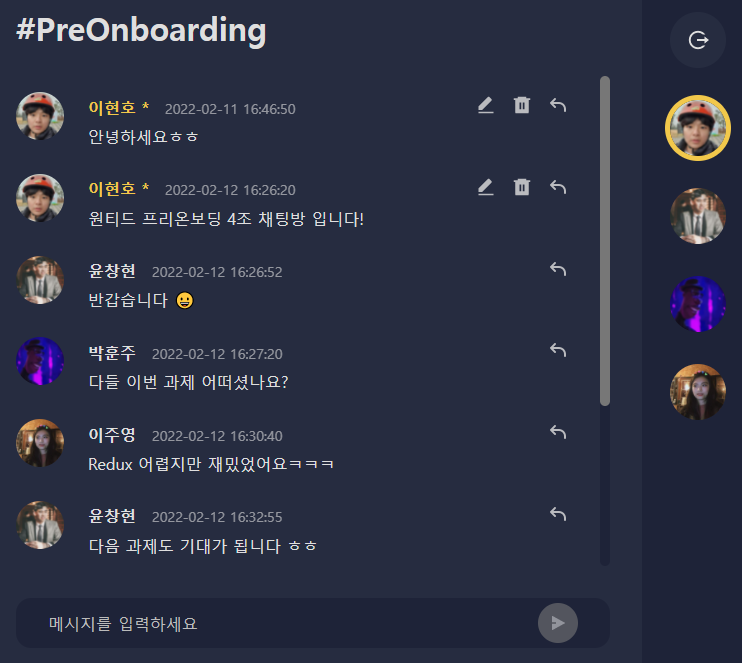 #PreOnboarding
이현호 * 2022-02-11 16:46:50
안녕하세요ㅎㅎ
이현호 * 2022-02-12 16:26:20
원티드 프리온보딩 4조 채팅방 입니다!
윤창현 2022-02-12 16:26:52
반갑습니다 😀
박훈주 2022-02-12 16:27:20
다들 이번 과제 어떠셨나요?
이주영 2022-02-12 16:30:40
Redux 어렵지만 재밌었어요ㅋㅋㅋ
윤창현 2022-02-12 16:32:55
다음 과제도 기대가 됩니다 ㅎㅎ
메시지를 입력하세요